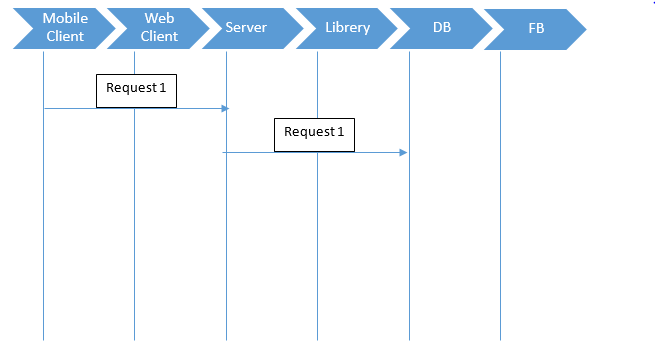 Mobile
Client
Web
Client
Server
Librery
DB
FB
Request 1
Request 1